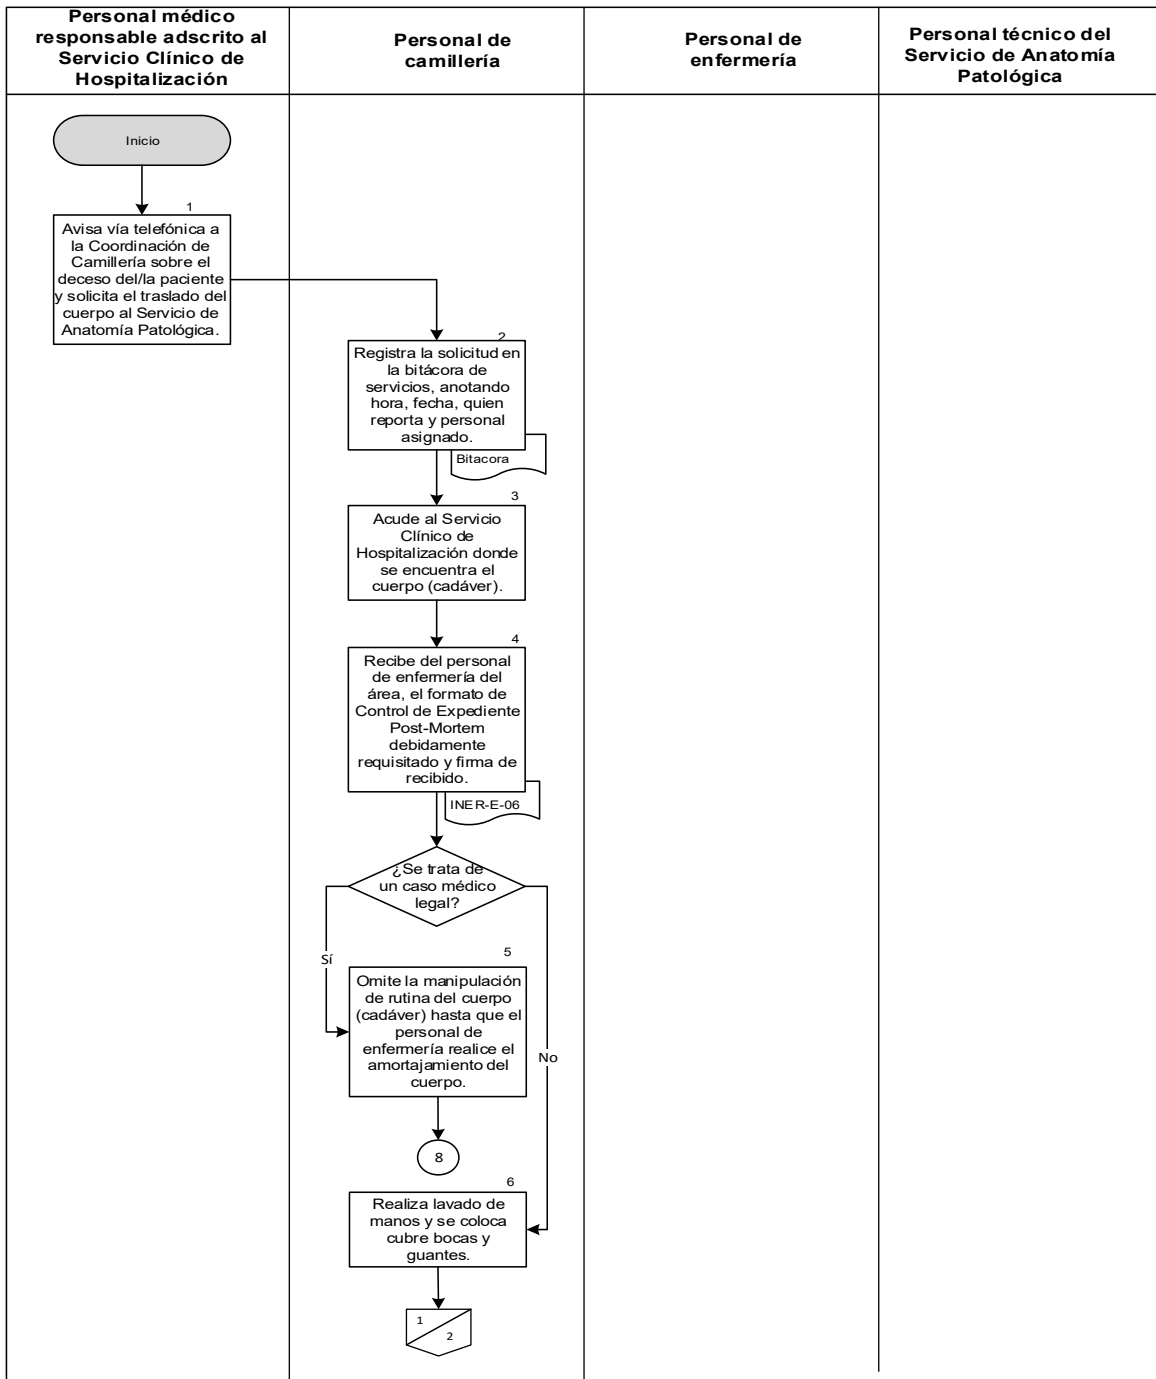 Personal médico
responsable adscrito al
Servicio Clínico de
Hospitalización
Personal de
camillería
Personal de
enfermería
Personal técnico del
Servicio de Anatomía
Patológica
Inicio
1
Avisa vía telefónica a
la Coordinación de
Camillería sobre el
deceso del/la paciente
y solicita el traslado del
cuerpo al Servicio de
Anatomía Patológica.
2
Registra la solicitud en
la bitácora de
servicios, anotando
hora, fecha, quien
reporta y personal
asignado.
Bitacora
3
Acude al Servicio
Clínico de
Hospitalización donde
se encuentra el
cuerpo (cadáver).
4
Recibe del personal
de enfermería del
área, el formato de
Control de Expediente
Post-Mortem
debidamente
requisitado y firma de
recibido.
INER-E-06
¿Se trata de
un caso médico
legal?
Sí
5
Omite la manipulación
de rutina del cuerpo
(cadáver) hasta que el
personal de
enfermería realice el
amortajamiento del
cuerpo.
No
8
6
Realiza lavado de
manos y se coloca
cubre bocas y
guantes.
1
2